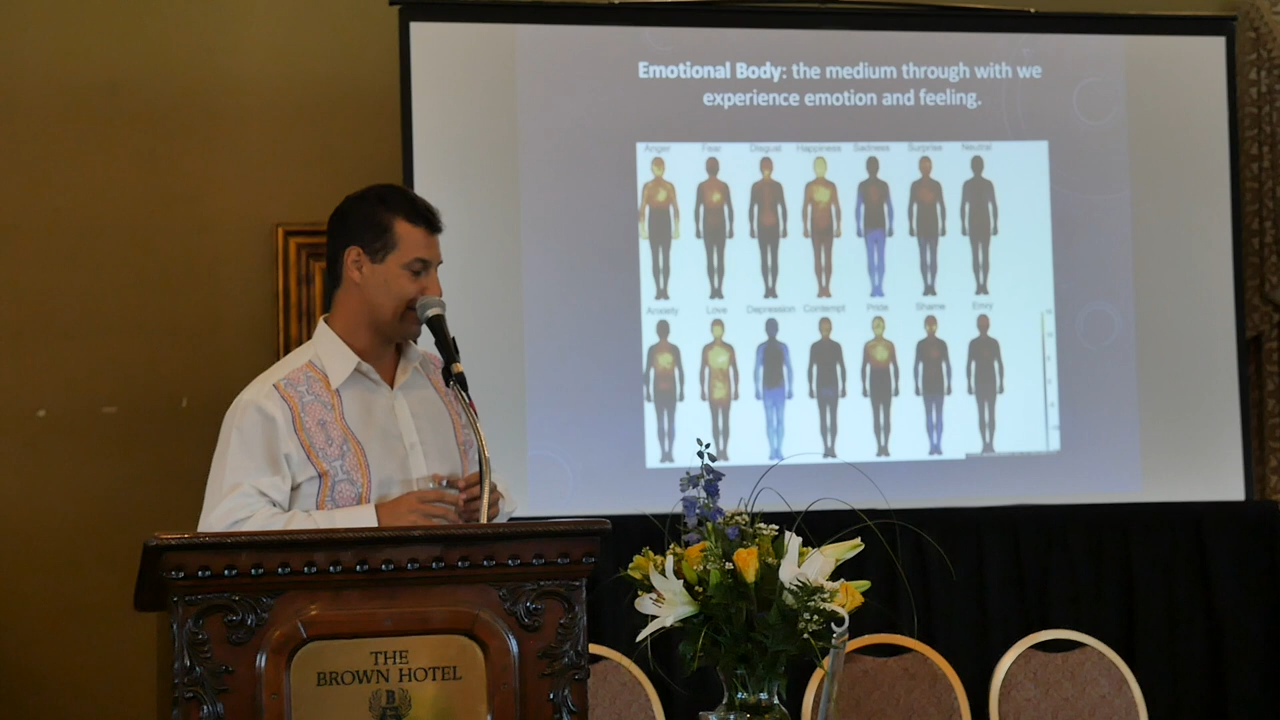 Emotional Body: the medium through with we
experience emotion and feeling.
Anger Fear Disgust Happiness Sadness Surprise Neutral
Anxiety Love Depression Contempt Pride Shame Envy
THE
BROWN HOTEL
B